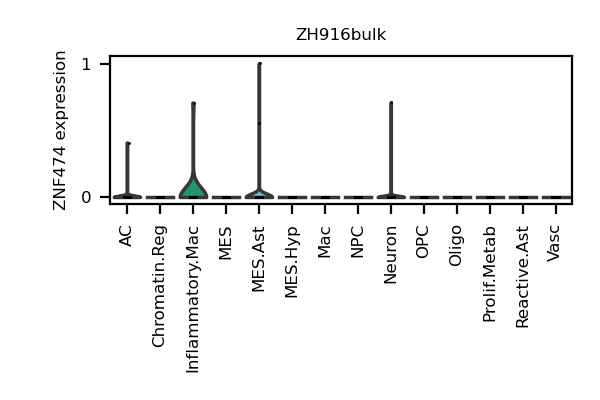 ZH916bulk
ZNF474 expression
1
0
AC
Chromatin.Reg
Inflammatory.Mac
MES
MES.Ast
MES.Hyp
Mac
NPC
Neuron
OPC
Oligo
Prolif.Metab
Reactive.Ast
Vasc